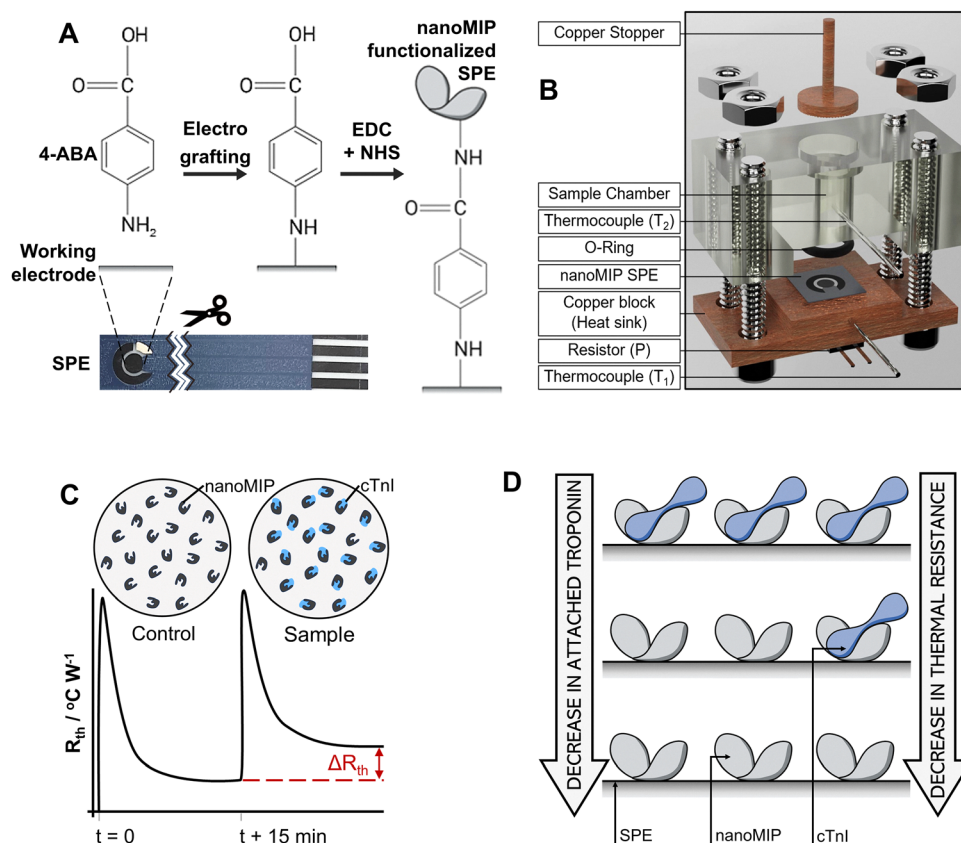 A
OH
O
C
4-ABA
NH2
Electro
grafting
OH
O
C
NH
EDC
+ NHS
nanoMIP
functionalized
SPE
NH
O
C
NH
Working
electrode
SPE
B
Copper Stopper
Sample Chamber
Thermocouple (T2)
O-Ring
nanoMIP SPE
Copper block
(Heat sink)
Resistor (P)
Thermocouple (T1)
C
nanoMIP
cTnI
Control
Sample
Rth / °C W-1
ΔRth
t = 0
t + 15 min
D
DECREASE IN ATTACHED TROPONIN
DECREASE IN THERMAL RESISTANCE
SPE
nanoMIP
cTnI